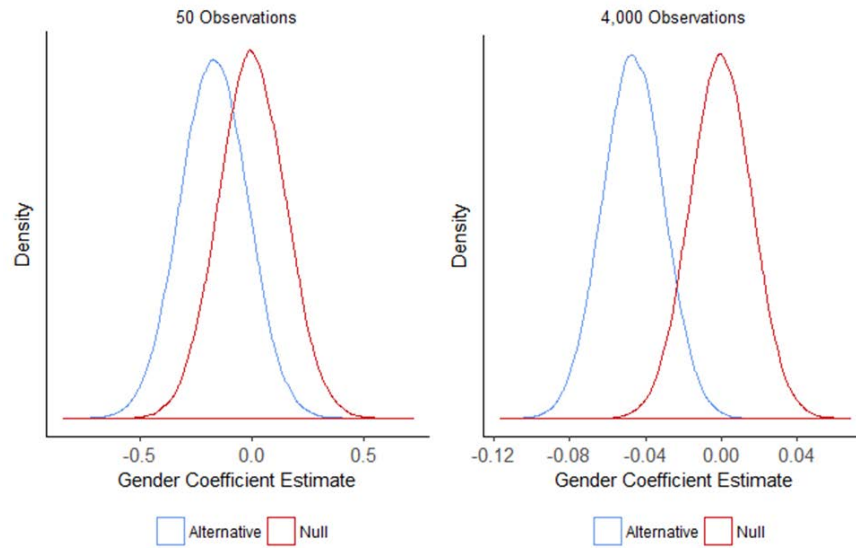 50 Observations
Density
-0.5 0.0 0.5
Gender Coefficient Estimate
Alternative Null
4,000 Observations
Density
-0.12 -0.08 -0.04 0.00 0.04
Gender Coefficient Estimate
Alternative Null